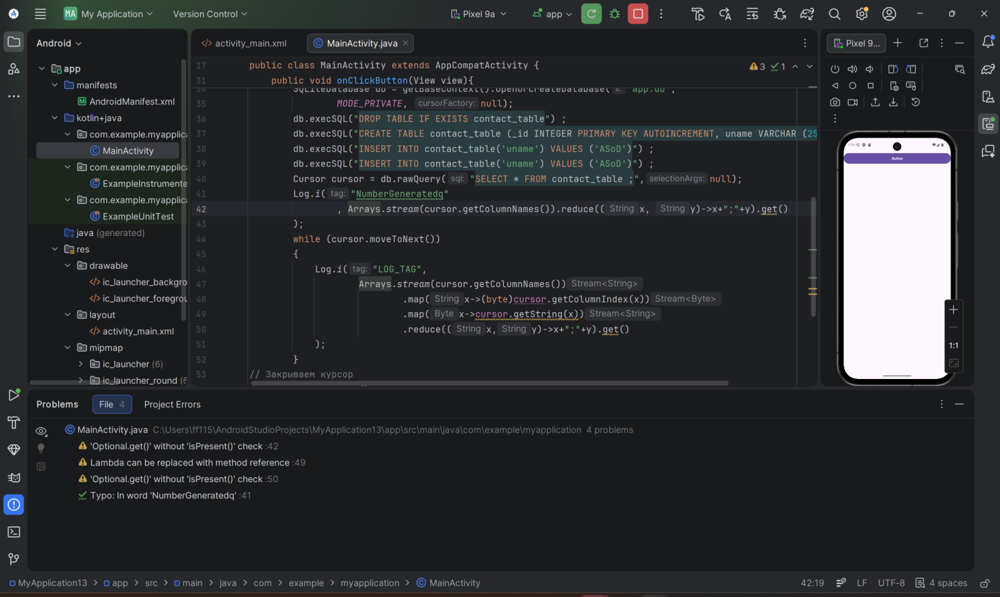 MA My Application
Version Control
Pixel 9a
app
Android
activity_main.xml
MainActivity.java
Pixel 9...
app
manifests
AndroidManifest.xml
kotlin+java
com.example.myapplica
MainActivity
com.example.myapplica
ExampleInstrumente
com.example.myapplica
ExampleUnitTest
java (generated)
res
drawable
ic_launcher_backgro
ic_launcher_foregrou
layout
activity_main.xml
mipmap
ic_launcher (6)
ic_launcher_round (6
17 public class MainActivity extends AppCompatActivity {
3 1
31 public void onClickButton(View view){
34 SQLiteDatabase db = getBaseContext().openOrCreateDatabase( s: "app.db",
35 MODE_PRIVATE, cursorFactory: null);
36 db.execSQL("DROP TABLE IF EXISTS contact_table") ;
37 db.execSQL("CREATE TABLE contact_table (_id INTEGER PRIMARY KEY AUTOINCREMENT, uname VARCHAR (25
38 db.execSQL("INSERT INTO contact_table('uname') VALUES ('ASoD')") ;
39 db.execSQL("INSERT INTO contact_table('uname') VALUES ('ASoD')") ;
40 Cursor cursor = db.rawQuery( sql: "SELECT * FROM contact_table ;", selectionArgs: null);
41 Log.i( tag: "NumberGeneratedq"
42 , Arrays.stream(cursor.getColumnNames()).reduce(( String x, String y)->x+";"+y).get()
43 );
44 while (cursor.moveToNext())
45 {
46 Log.i( tag: "LOG_TAG",
47 Arrays.stream(cursor.getColumnNames()) Stream<String>
48 .map( String x->(byte)cursor.getColumnIndex(x)) Stream<Byte>
49 .map( Byte x->cursor.getString(x)) Stream<String>
50 .reduce(( String x, String y)->x+";"+y).get()
51 );
52 }
53 // Закрываем курсор
1:15
Button
1:1
Problems
File 4
Project Errors
MainActivity.java C:\Users\ff115\AndroidStudioProjects\MyApplication13\app\src\main\java\com\example\myapplication 4 problems
'Optional.get()' without 'isPresent()' check :42
Lambda can be replaced with method reference :49
'Optional.get()' without 'isPresent()' check :50
Typo: In word 'NumberGeneratedq' :41
MyApplication13 > app > src > main > java > com > example > myapplication > MainActivity
42:19
LF
UTF-8
4 spaces